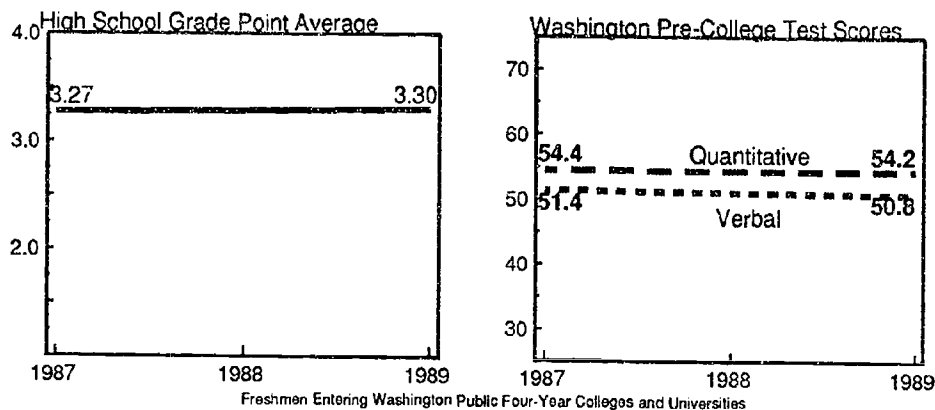 High School Grade Point Average
4.0
3.27 3.30
3.0
2.0
1987 1988 1989
Washington Pre-College Test Scores
70
60
54.4 Quantitative 54.2
50
51.4 Verbal 50.8
40
30
1987 1988 1989
Freshmen Entering Washington Public Four-Year Colleges and Universities